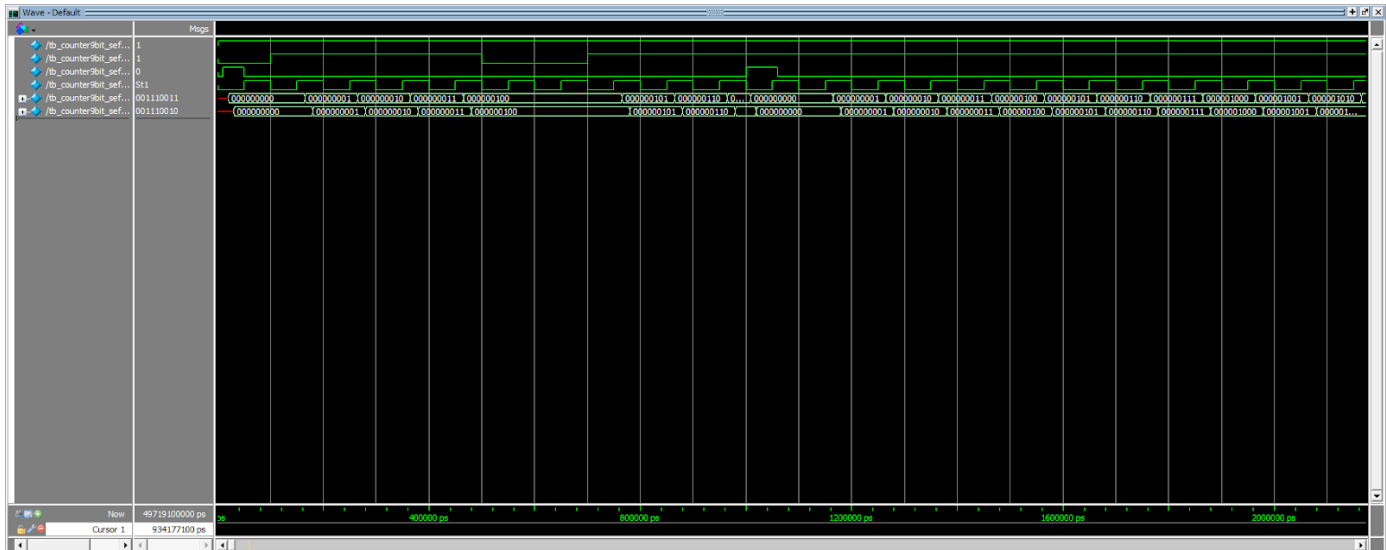 Wave - Default
Msgs
/tb_counter9bit_sef... 1
/tb_counter9bit_sef... 1
/tb_counter9bit_sef... 0
/tb_counter9bit_sef... St1
/tb_counter9bit_sef... 001110011 000000000 000000001 000000010 000000011 000000100 000000101 000000110 0... 000000000 000000001 000000010 000000011 000000100 000000101 000000110 000000111 000001000 000001001 000001010
/tb_counter9bit_sef... 001110010 000000000 000000001 000000010 000000011 000000100 000000101 000000110 000000000 000000001 000000010 000000011 000000100 000000101 000000110 000000111 000001000 000001001 000001...
Now 49719100000 ps ps 400000 ps 800000 ps 1200000 ps 1600000 ps 2000000 ps
Cursor 1 934177100 ps